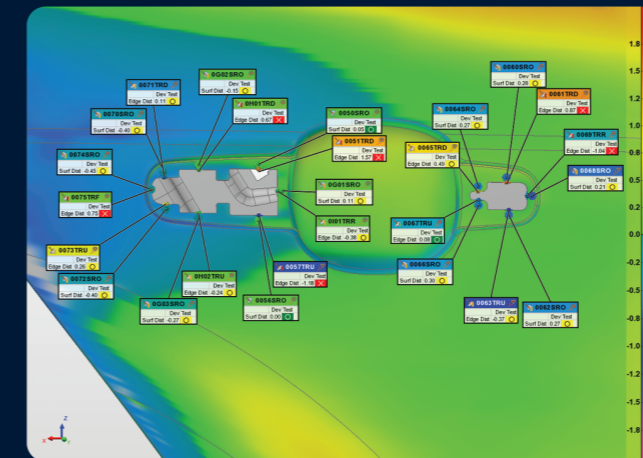 0060SRO
Dev Test
Surf Dist 0.28
0G02SRO
Dev Test
Surf Dist -0.15
0071TRD
Dev Test
Edge Dist 0.11
0061TRD
Dev Test
Edge Dist 0.87
0H01TRD
Dev Test
Edge Dist 0.67
0064SRO
Dev Test
Surf Dist 0.27
0070SRO
Dev Test
Surf Dist -0.40
0050SRO
Dev Test
Surf Dist 0.05
0069TRR
Dev Test
Edge Dist -1.04
0051TRD
Dev Test
Edge Dist 1.57
0065TRD
Dev Test
Edge Dist 0.49
0074SRO
Dev Test
Surf Dist -0.45
0068SRO
Dev Test
Surf Dist 0.21
0G01SRO
Dev Test
Surf Dist 0.11
0075TRF
Dev Test
Edge Dist 0.75
0I01TRR
Dev Test
Edge Dist -0.38
0067TRU
Dev Test
Edge Dist 0.08
0073TRU
Dev Test
Edge Dist 0.26
0066SRO
Dev Test
Surf Dist 0.30
0057TRU
Dev Test
Edge Dist -1.18
0H02TRU
Dev Test
Edge Dist -0.24
0072SRO
Dev Test
Surf Dist -0.40
0G03SRO
Dev Test
Surf Dist -0.27
0056SRO
Dev Test
Surf Dist 0.00
0063TRU
Dev Test
Edge Dist -0.37
0062SRO
Dev Test
Surf Dist 0.27
1.8
1.5
1.2
1.0
0.8
0.5
0.2
0.0
-0.2
-0.5
-0.8
-1.0
-1.2
-1.5
-1.8
Z
X
Y